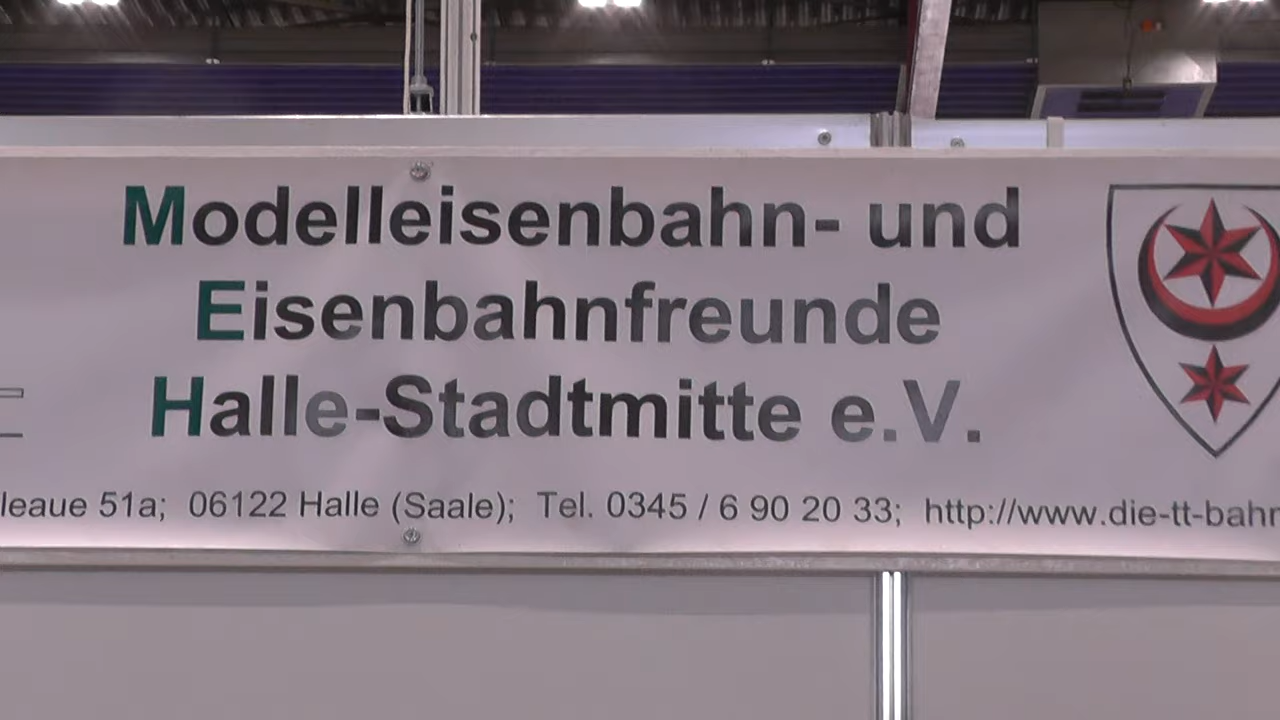 Modelleisenbahn- und
Eisenbahnfreunde
Halle-Stadtmitte e.V.
leaue 51a; 06122 Halle (Saale); Tel. 0345 / 6 90 20 33; http://www.die-tt-bahn